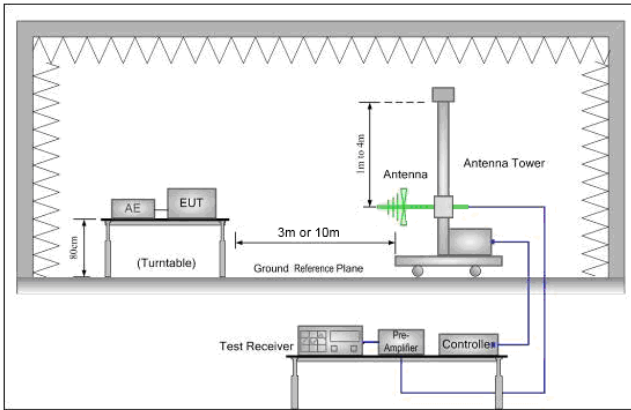 1m to 4m
Antenna
Antenna Tower
AE
EUT
80cm
(Turntable)
3m or 10m
Ground Reference Plane
Test Receiver
Pre-
Amplifier
Controlle